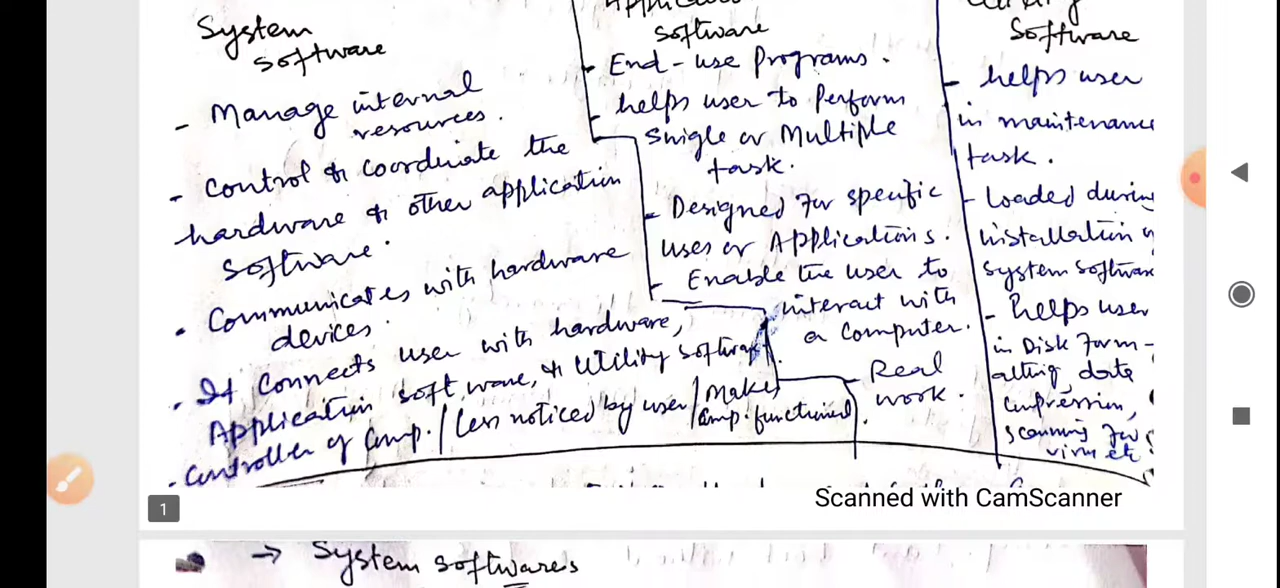 System
software
- Manage internal
resources.
- Control & coordinate the
hardware & other application
software.
• Communicates with hardware
devices.
• It connects user with hardware,
Application software, & Utility software.
• Controller of Comp. / Less noticed by user / Makes
Comp. functional
software
- End-use Programs.
- helps user to Perform
Single or Multiple
task.
- Designed for specific
uses or Applications.
- Enable the user to
interact with
a computer.
- Real
work.
Software
- helps user
in maintenance
task.
- Loaded during
installation
system software
- helps user
in Disk Form-
atting, data
Compression,
scanning for
virus etc
Scanned with CamScanner
1
→ System softwares